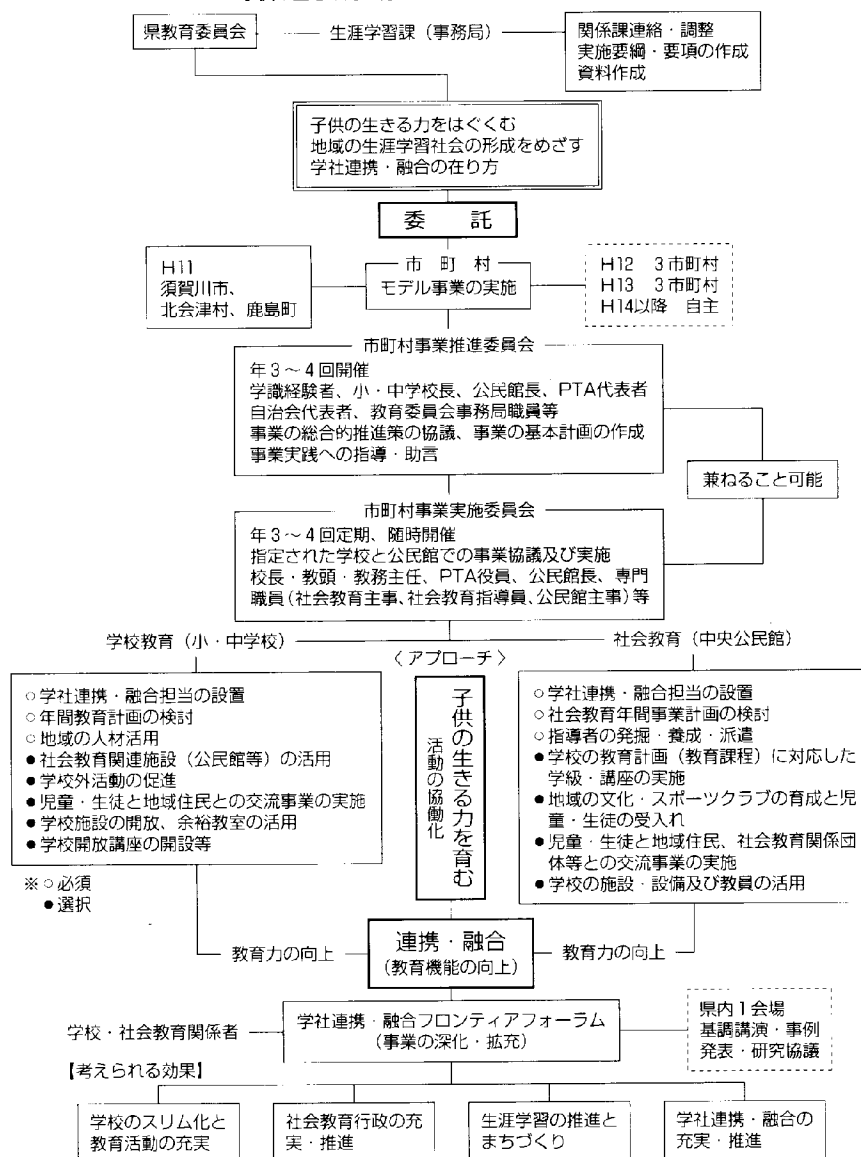 県教育委員会
生涯学習課（事務局）
関係課連絡・調整
実施要綱・要項の作成
資料作成
子供の生きる力をはぐくむ
地域の生涯学習社会の形成をめざす
学社連携・融合の在り方
委託
H11
須賀川市、
北会津村、鹿島町
市町村
モデル事業の実施
H12 3市町村
H13 3市町村
H14以降 自主
市町村事業推進委員会
年3～4回開催
学識経験者、小・中学校長、公民館長、PTA代表者
自治会代表者、教育委員会事務局職員等
事業の総合的推進策の協議、事業の基本計画の作成
事業実践への指導・助言
兼ねること可能
市町村事業実施委員会
年3～4回定期、随時開催
指定された学校と公民館での事業協議及び実施
校長・教頭・教務主任、PTA役員、公民館長、専門
職員（社会教育主事、社会教育指導員、公民館主事）等
学校教育（小・中学校）
〈アプローチ〉
社会教育（中央公民館）
○学社連携・融合担当の設置
○年間教育計画の検討
○地域の人材活用
●社会教育関連施設（公民館等）の活用
●学校外活動の促進
●児童・生徒と地域住民との交流事業の実施
●学校施設の開放、余裕教室の活用
●学校開放講座の開設等
※○必須
●選択
子供の生きる力を育む
活動の協働化
○学社連携・融合担当の設置
○社会教育年間事業計画の検討
○指導者の発掘・養成・派遣
●学校の教育計画（教育課程）に対応した
学級・講座の実施
●地域の文化・スポーツクラブの育成と児
童・生徒の受入れ
●児童・生徒と地域住民、社会教育関係団
体等との交流事業の実施
●学校の施設・設備及び教員の活用
教育力の向上
連携・融合
（教育機能の向上）
教育力の向上
学校・社会教育関係者
学社連携・融合フロンティアフォーラム
（事業の深化・拡充）
県内1会場
基調講演・事例
発表・研究協議
【考えられる効果】
学校のスリム化と
教育活動の充実
社会教育行政の充
実・推進
生涯学習の推進と
まちづくり
学社連携・融合の
充実・推進